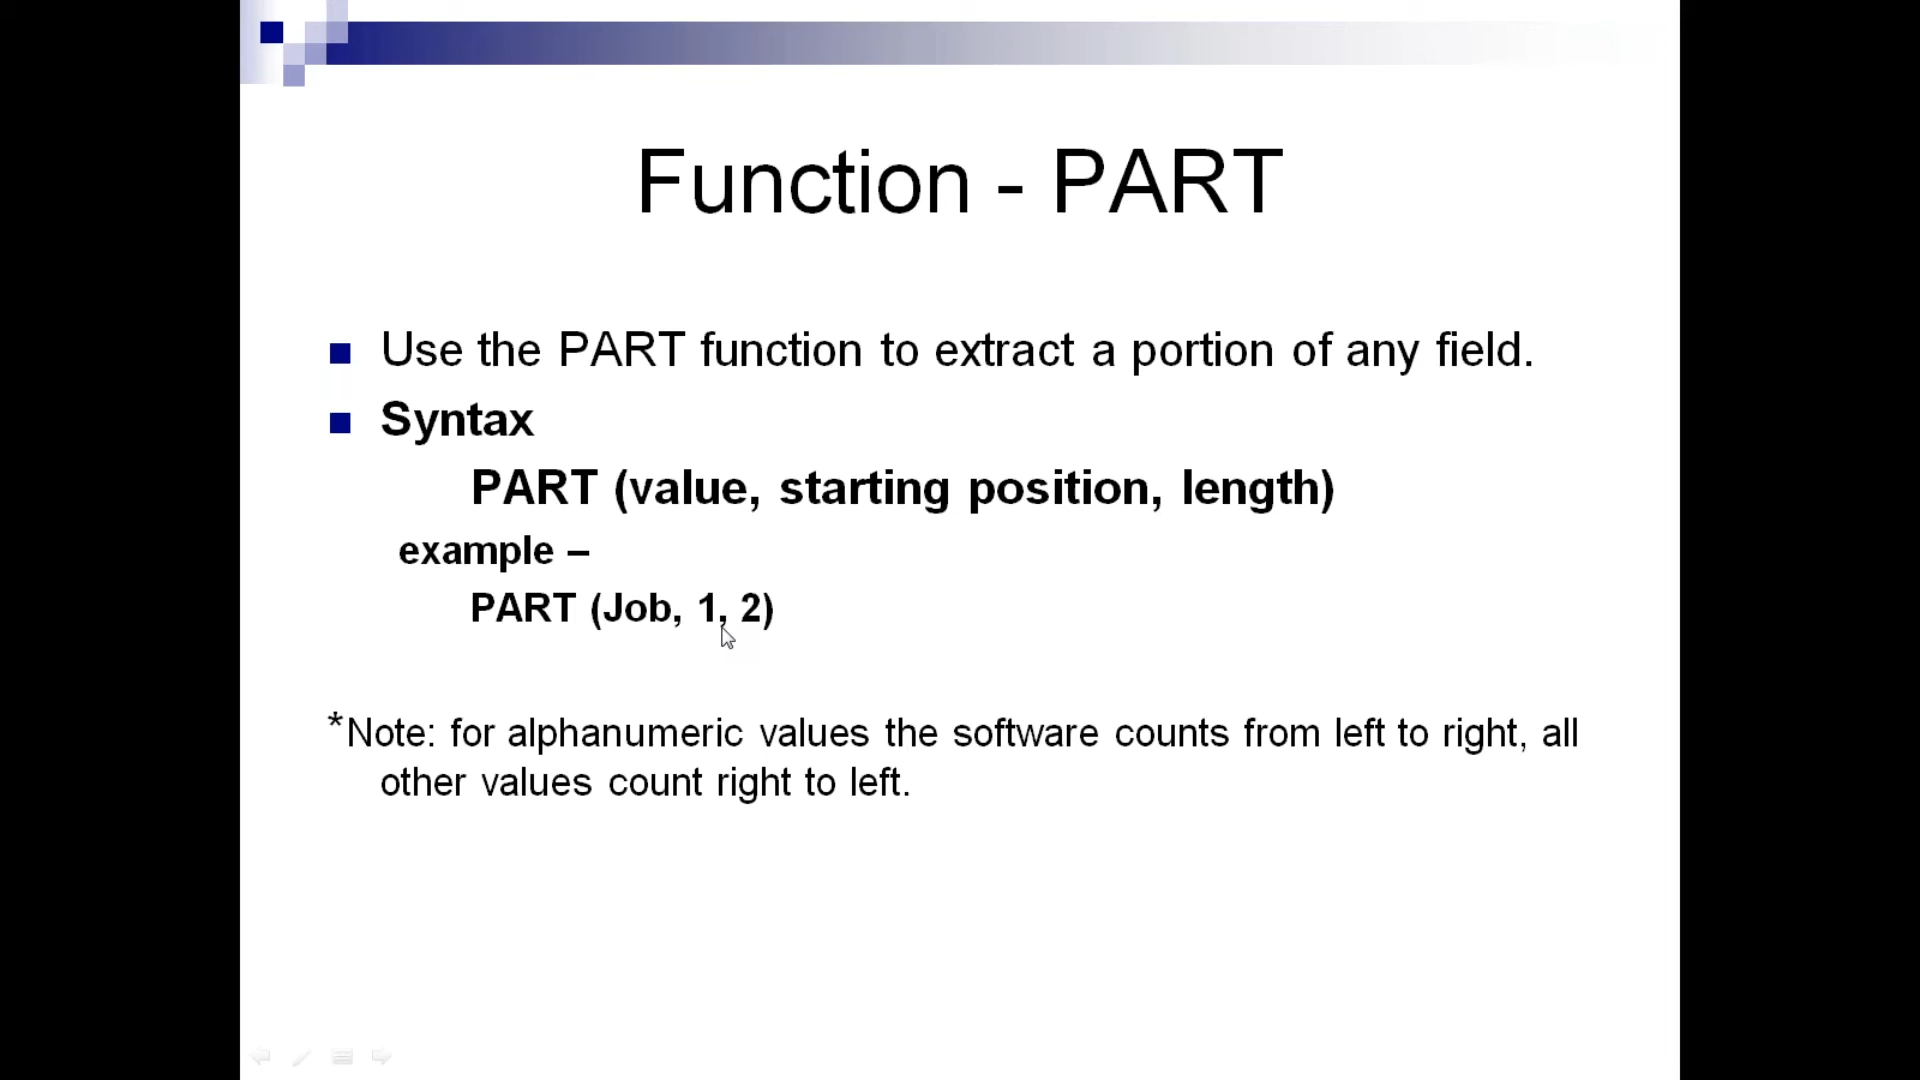 Function - PART
Use the PART function to extract a portion of any field.
Syntax
PART (value, starting position, length)
example –
PART (Job, 1, 2)
*Note: for alphanumeric values the software counts from left to right, all
other values count right to left.